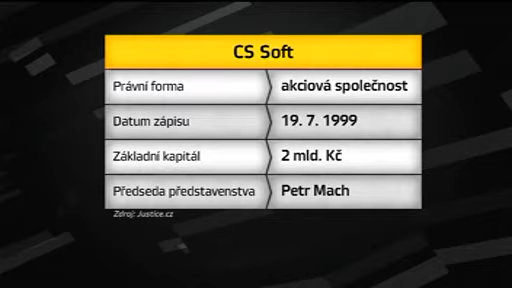 CS Soft
Právní forma akciová společnost
Datum zápisu 19. 7. 1999
Základní kapitál 2 mld. Kč
Předseda představenstva Petr Mach
Zdroj: Justice.cz